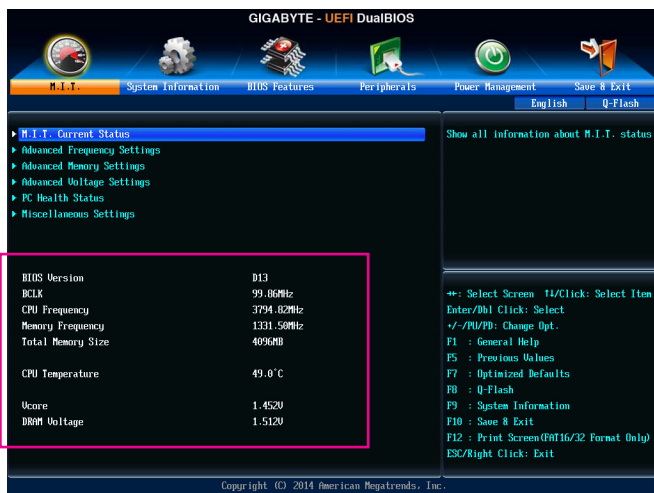 GIGABYTE - UEFI DualBIOS
M.I.T. System Information BIOS Features Peripherals Power Management Save & Exit
English Q-Flash
M.I.T. Current Status
Show all information about M.I.T. status
Advanced Frequency Settings
Advanced Memory Settings
Advanced Voltage Settings
PC Health Status
Miscellaneous Settings
BIOS Version D13
BCLK 99.86MHz
CPU Frequency 3794.82MHz
Memory Frequency 1331.50MHz
Total Memory Size 4096MB
CPU Temperature 49.0°C
Vcore 1.452V
DRAM Voltage 1.512V
→←: Select Screen ↑↓/Click: Select Item
Enter/Dbl Click: Select
+/-/PU/PD: Change Opt.
F1 : General Help
F5 : Previous Values
F7 : Optimized Defaults
F8 : Q-Flash
F9 : System Information
F10 : Save & Exit
F12 : Print Screen(FAT16/32 Format Only)
ESC/Right Click: Exit
Copyright (C) 2014 American Megatrends, Inc.